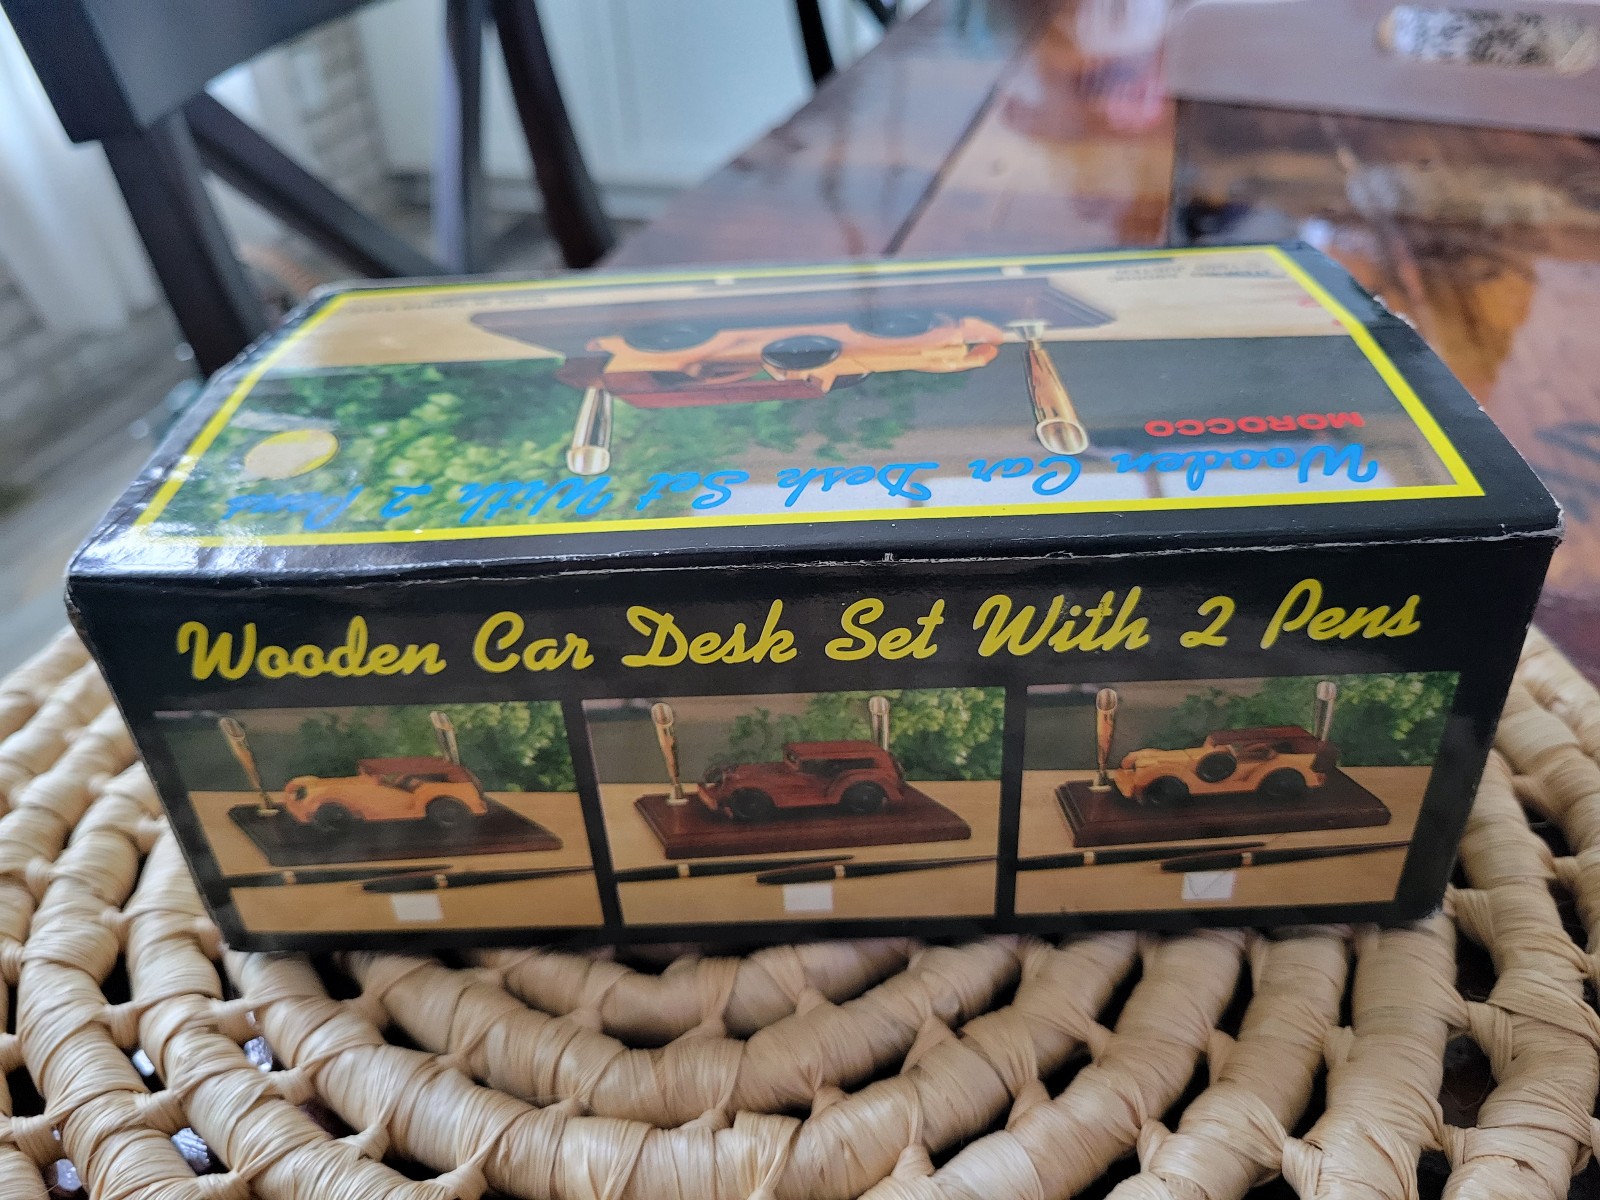 MOROCCO
Wooden Car Desk Set With 2 Pens
Wooden Car Desk Set With 2 Pens